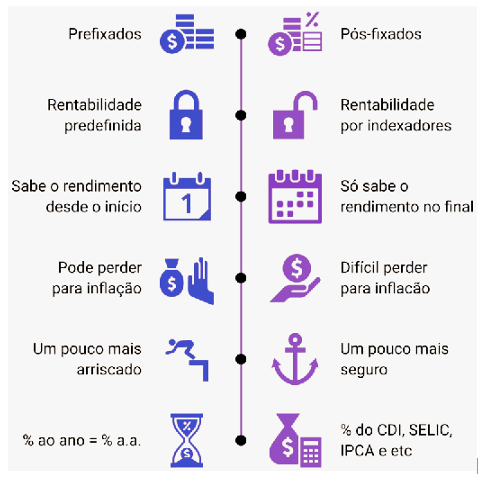 Prefixados
Pós-fixados
Rentabilidade
predefinida
Rentabilidade
por indexadores
Sabe o rendimento
desde o início
1
Só sabe o
rendimento no final
Pode perder
para inflação
$
$
Difícil perder
para inflacão
Um pouco mais
arriscado
Um pouco mais
seguro
% ao ano = % a.a.
%
$
$
% do CDI, SELIC,
IPCA e etc